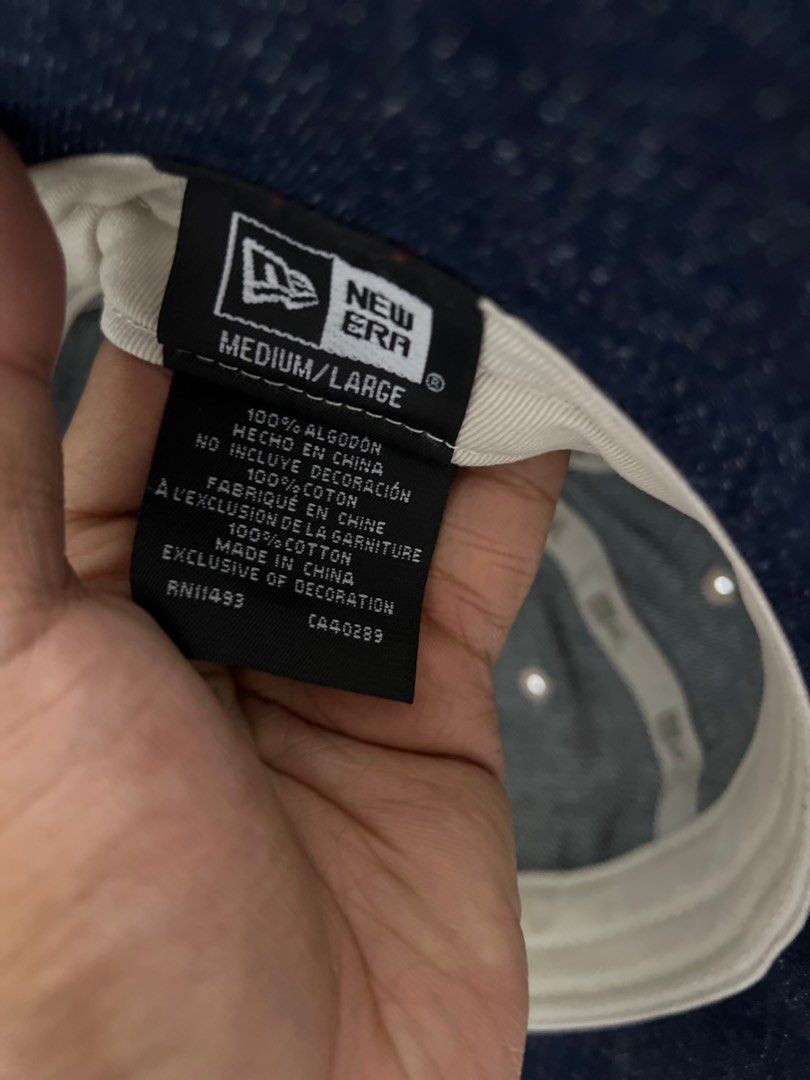 NEW
ERA
®
MEDIUM/LARGE
100% ALGODÓN
HECHO EN CHINA
NO INCLUYE DECORACIÓN
100% COTON
FABRIQUÉ EN CHINE
À L'EXCLUSION DE LA GARNITURE
100% COTTON
MADE IN CHINA
EXCLUSIVE OF DECORATION
RN11493
CA40289